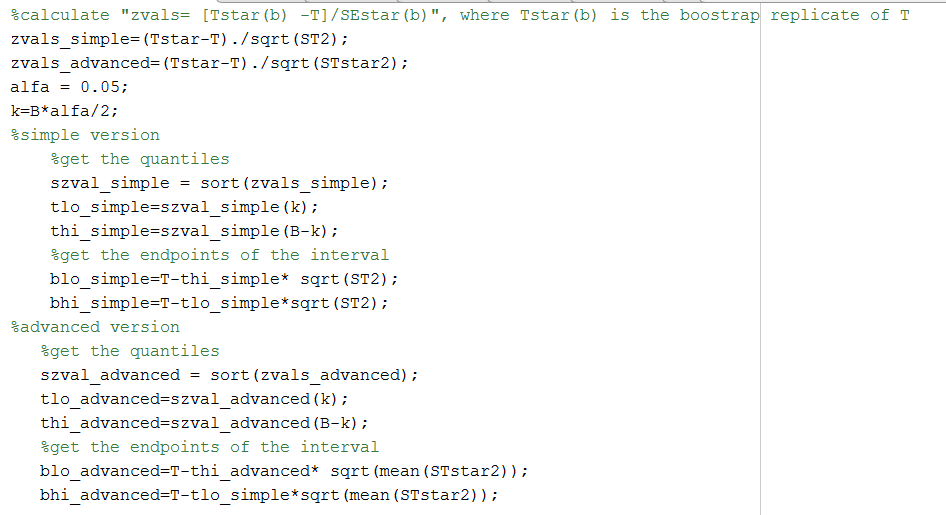 %calculate "zvals= [Tstar(b) -T]/SEstar(b)", where Tstar(b) is the boostrap replicate of T
zvals_simple=(Tstar-T)./sqrt(ST2);
zvals_advanced=(Tstar-T)./sqrt(STstar2);
alfa = 0.05;
k=B*alfa/2;
%simple version
%get the quantiles
szval_simple = sort(zvals_simple);
tlo_simple=szval_simple(k);
thi_simple=szval_simple(B-k);
%get the endpoints of the interval
blo_simple=T-thi_simple* sqrt(ST2);
bhi_simple=T-tlo_simple*sqrt(ST2);
%advanced version
%get the quantiles
szval_advanced = sort(zvals_advanced);
tlo_advanced=szval_advanced(k);
thi_advanced=szval_advanced(B-k);
%get the endpoints of the interval
blo_advanced=T-thi_advanced* sqrt(mean(STstar2));
bhi_advanced=T-tlo_simple*sqrt(mean(STstar2));